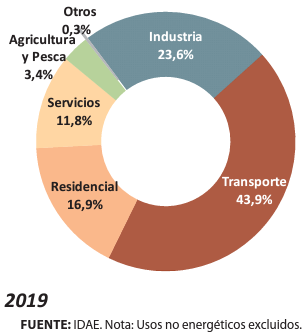 Otros
0,3%
Industria
23,6%
Agricultura
y Pesca
3,4%
Servicios
11,8%
Transporte
43,9%
Residencial
16,9%
2019
FUENTE: IDAE. Nota: Usos no energéticos excluidos.